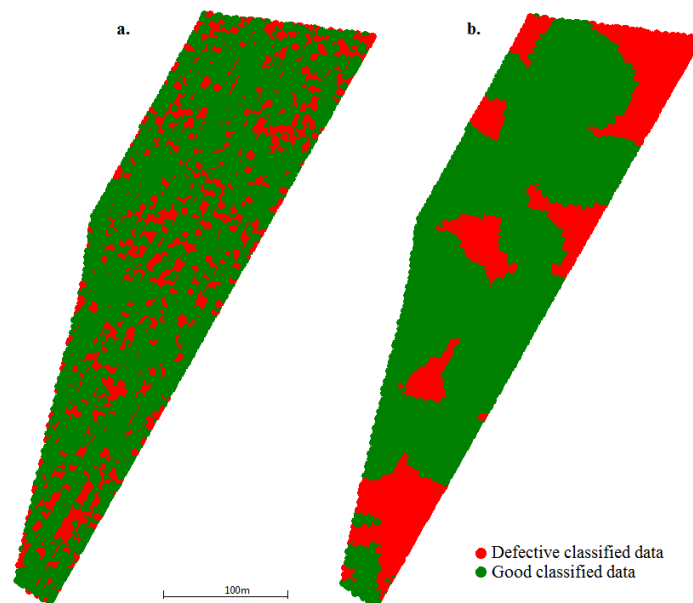 a.
b.
100m
Defective classified data
Good classified data